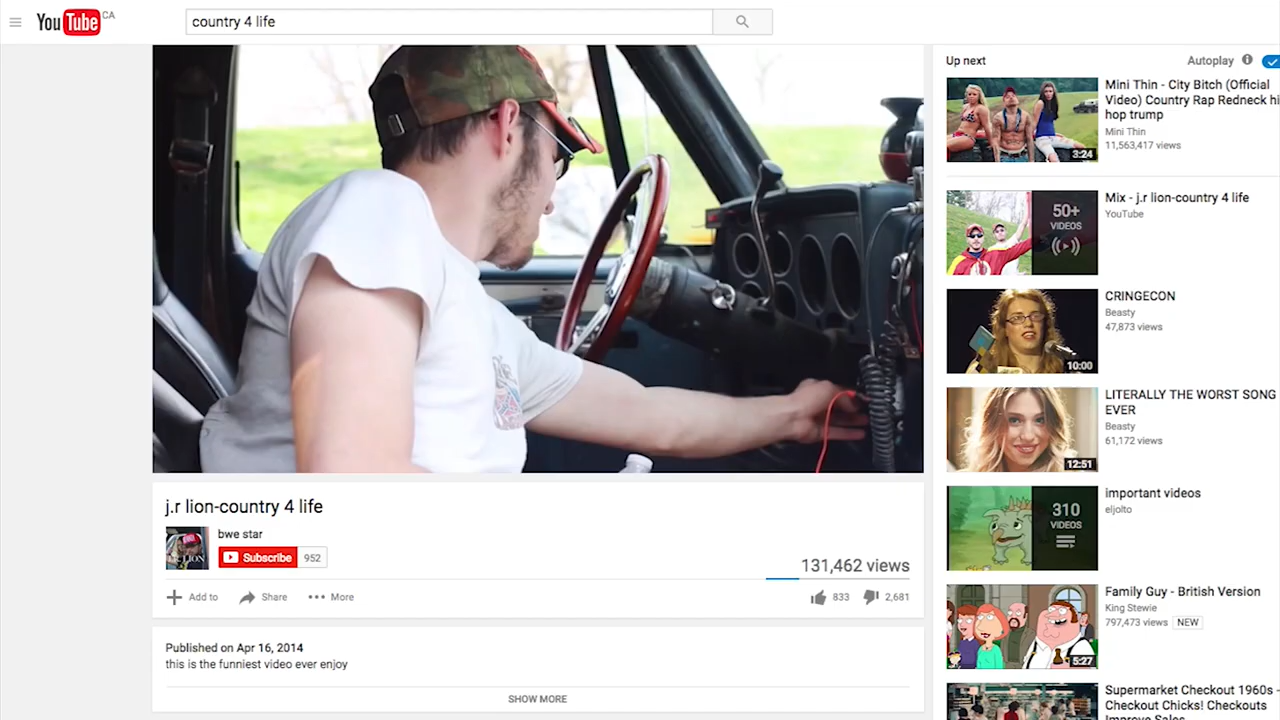 YouTube CA
country 4 life
Up next
Autoplay
Mini Thin - City Bitch (Official
Video) Country Rap Redneck hi
hop trump
Mini Thin
11,563,417 views
3:24
Mix - j.r lion-country 4 life
YouTube
50+
VIDEOS
CRINGECON
Beasty
47,873 views
10:00
LITERALLY THE WORST SONG
EVER
Beasty
61,172 views
12:51
important videos
eljolto
310
VIDEOS
Family Guy - British Version
King Stewie
797,473 views NEW
5:27
Supermarket Checkout 1960s -
Checkout Chicks! Checkouts
Improve Sales
j.r lion-country 4 life
bwe star
Subscribe 952
131,462 views
Add to Share More 833 2,681
Published on Apr 16, 2014
this is the funniest video ever enjoy
SHOW MORE